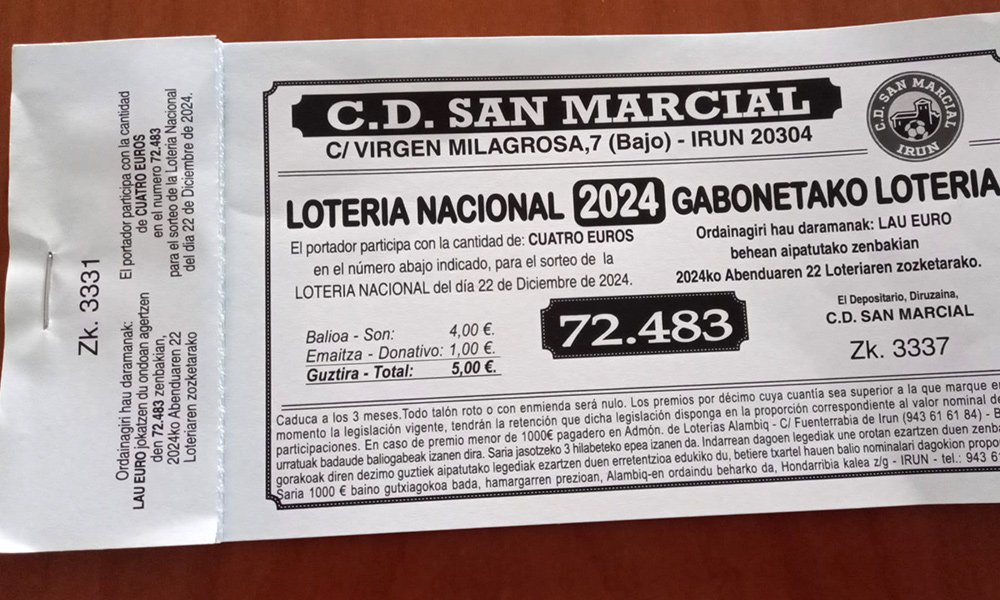 Zk. 3331
Ordainagiri hau daramanak:
LAU EURO jokatzen du ondoan agertzen
den 72.483 zenbakian,
2024ko Abenduaren 22
Loteriaren zozketarako
El portador participa con la cantidad
de CUATRO EUROS
en el número 72.483
para el sorteo de la Lotería Nacional
del día 22 de Diciembre de 2024.
C.D. SAN MARCIAL
C/ VIRGEN MILAGROSA,7 (Bajo) - IRUN 20304
C.D. SAN MARCIAL
IRUN
LOTERIA NACIONAL 2024 GABONETAKO LOTERIA
El portador participa con la cantidad de: CUATRO EUROS
en el número abajo indicado, para el sorteo de la
LOTERIA NACIONAL del día 22 de Diciembre de 2024.
Ordainagiri hau daramanak: LAU EURO
behean aipatutako zenbakian
2024ko Abenduaren 22 Loteriaren zozketarako.
Balioa - Son: 4,00 €.
Emaitza - Donativo: 1,00 €.
Guztira - Total: 5,00 €.
72.483
El Depositario, Diruzaina,
C.D. SAN MARCIAL
Zk. 3337
Caduca a los 3 meses.Todo talón roto o con enmienda será nulo. Los premios por décimo cuya cuantía sea superior a la que marque en
momento la legislación vigente, tendrán la retención que dicha legislación disponga en la proporción correspondiente al valor nominal de
participaciones. En caso de premio menor de 1000€ pagadero en Admón. de Loterías Alambiq - C/ Fuenterrabia de Irun (943 61 61 84) -
urratuak badaude baliogabeak izanen dira. Saria jasotzeko 3 hilabeteko epea izanen da. Indarrean dagoen legediak une orotan ezartzen duen
gorakoak diren dezimo guztiek aipatutako legediak ezartzen duen erretentzioa edukiko du, betiere txartel hauen balio nominalari dagokion
Saria 1000 € baino gutxiagokoa bada, hamargarren prezioan, Alambiq-en ordaindu beharko da, Hondarribia kalea z/g - IRUN - tel.: 943 6